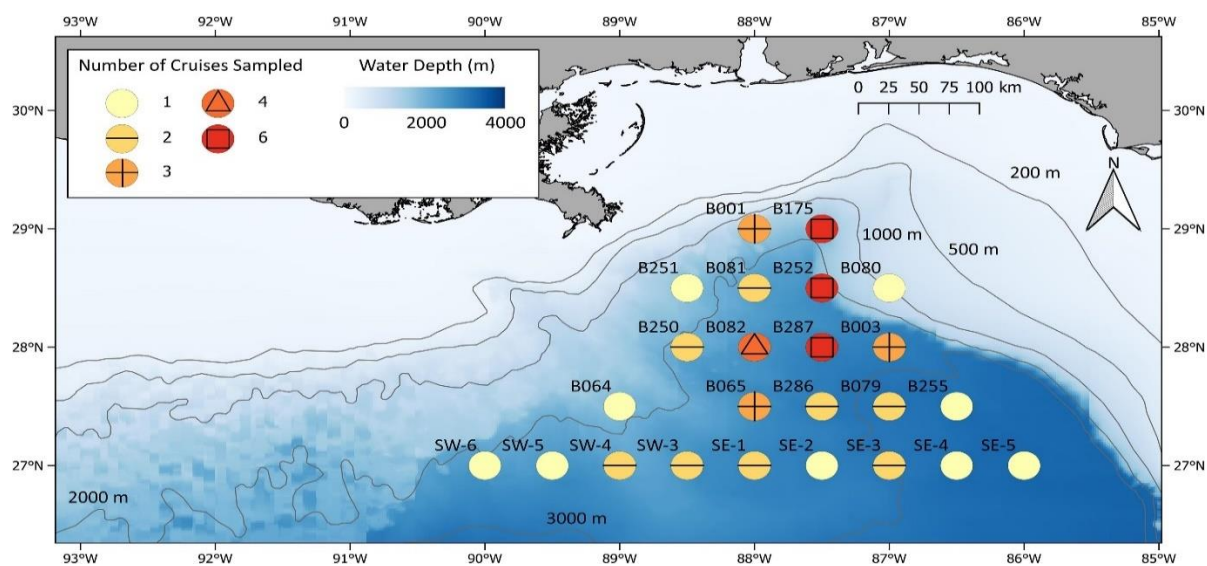 93°W 92°W 91°W 90°W 89°W 88°W 87°W 86°W 85°W
Number of Cruises Sampled
Water Depth (m)
1 4
2 6
3
0 2000 4000
0 25 50 75 100 km
30°N 30°N
N
200 m
B001 B175
29°N 29°N
1000 m
500 m
B251 B081 B252 B080
B250 B082 B287 B003
28°N 28°N
B064 B065 B286 B079 B255
SW-6 SW-5 SW-4 SW-3 SE-1 SE-2 SE-3 SE-4 SE-5
27°N 27°N
2000 m
3000 m
93°W 92°W 91°W 90°W 89°W 88°W 87°W 86°W 85°W